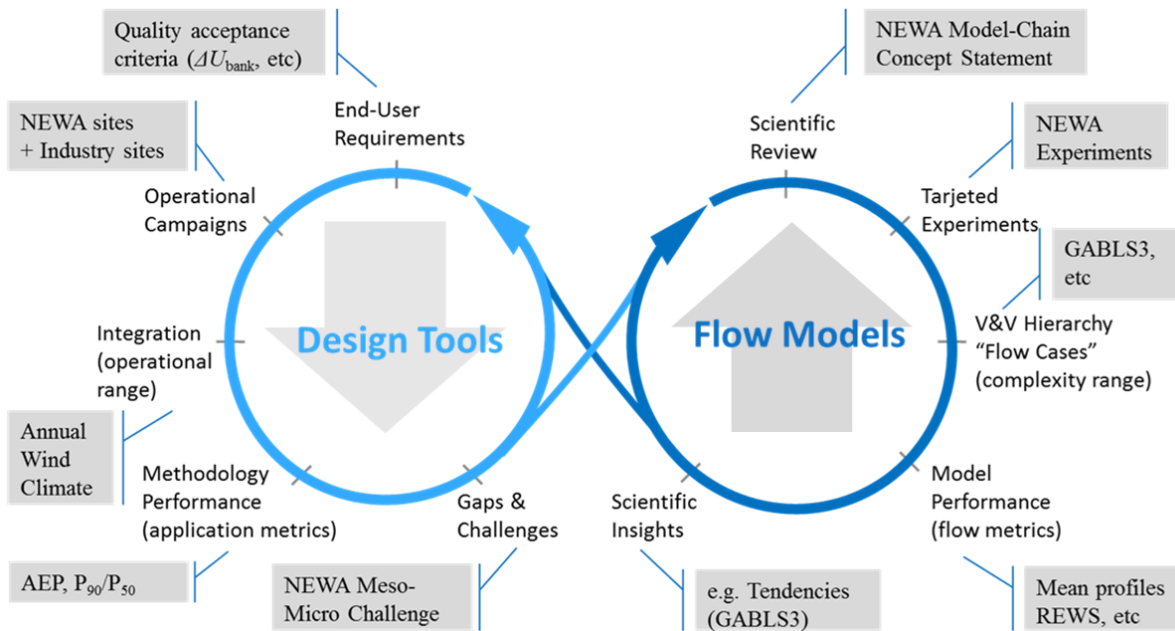 Quality acceptance
criteria (ΔU_bank, etc)
End-User
Requirements
NEWA sites
+ Industry sites
Operational
Campaigns
Integration
(operational
range)
Annual
Wind
Climate
Methodology
Performance
(application metrics)
AEP, P90/P50
Gaps &
Challenges
NEWA Meso-
Micro Challenge
Design Tools
NEWA Model-Chain
Concept Statement
Scientific
Review
NEWA
Experiments
Tarjeted
Experiments
GABLS3,
etc
V&V Hierarchy
“Flow Cases”
(complexity range)
Model
Performance
(flow metrics)
Mean profiles
REWS, etc
Scientific
Insights
e.g. Tendencies
(GABLS3)
Flow Models